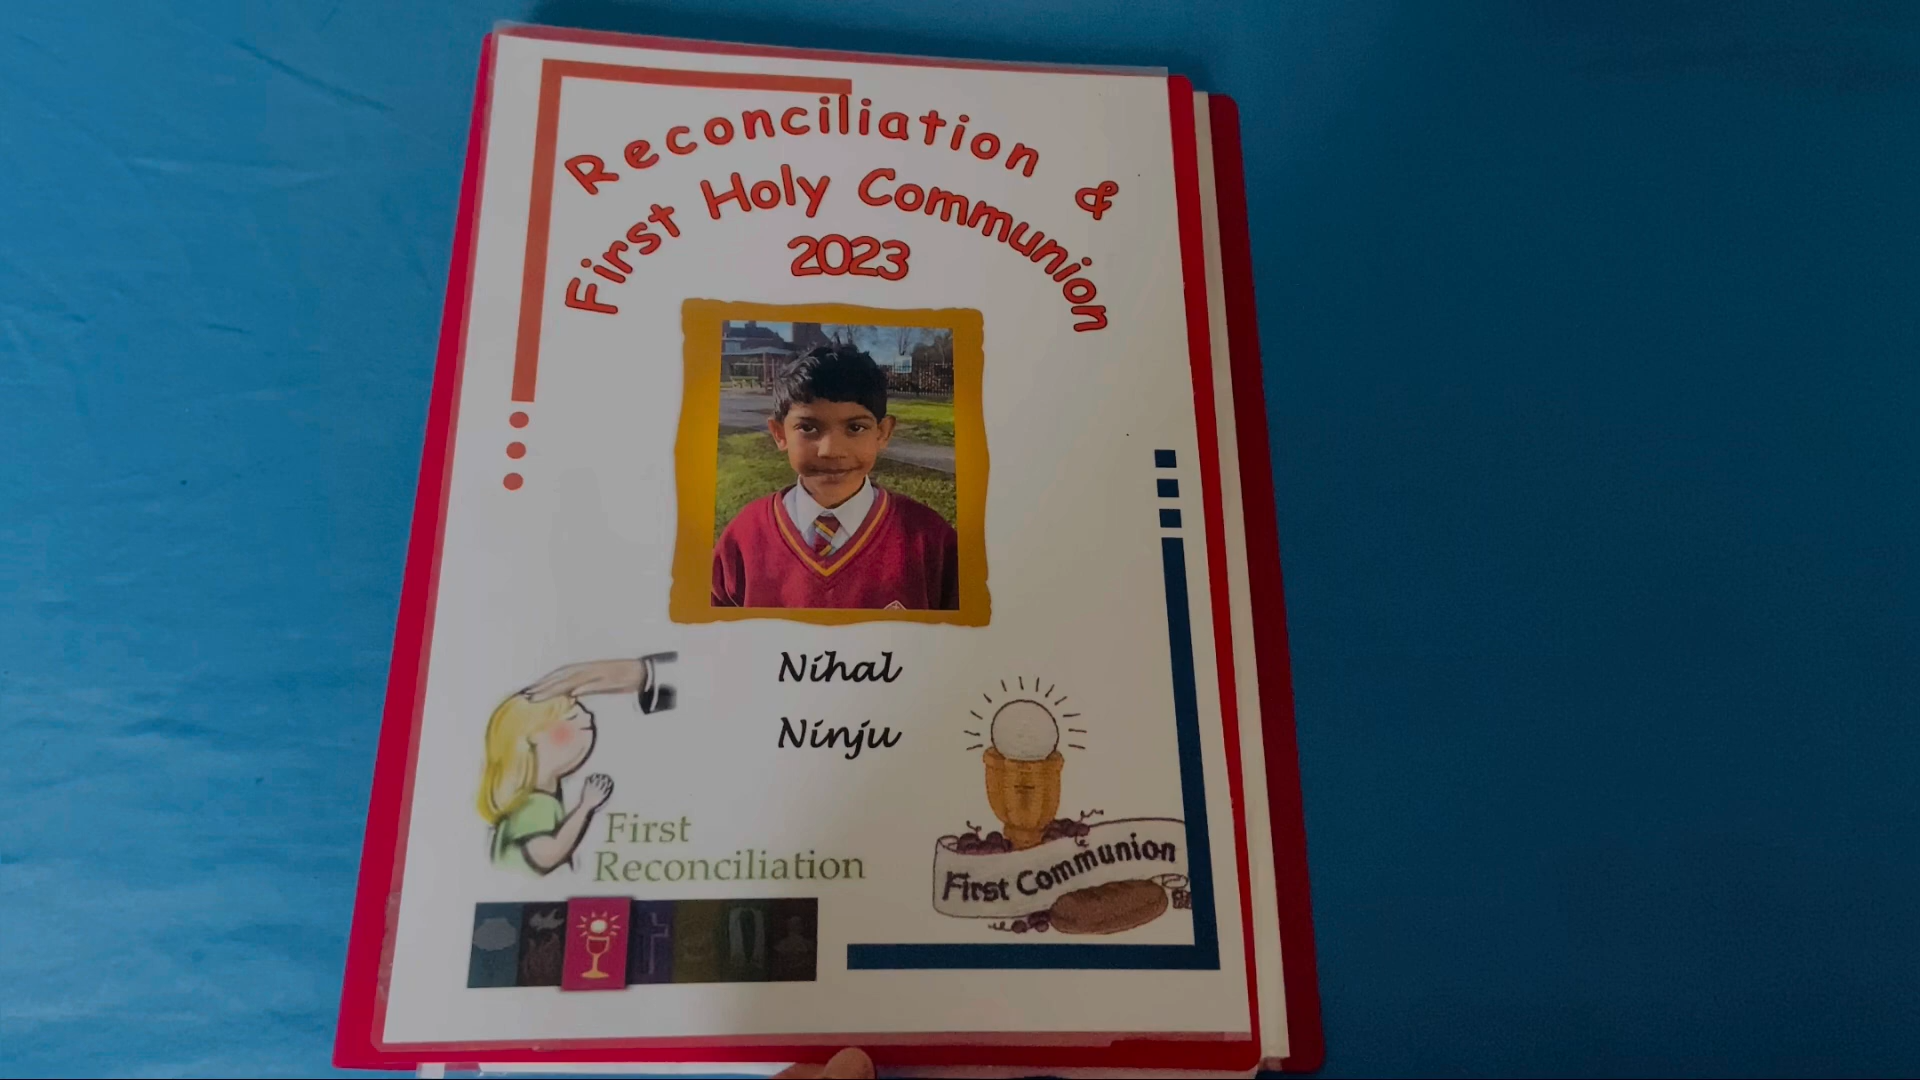 Reconciliation &
First Holy Communion
2023
Nihal
Ninju
First
Reconciliation
First Communion